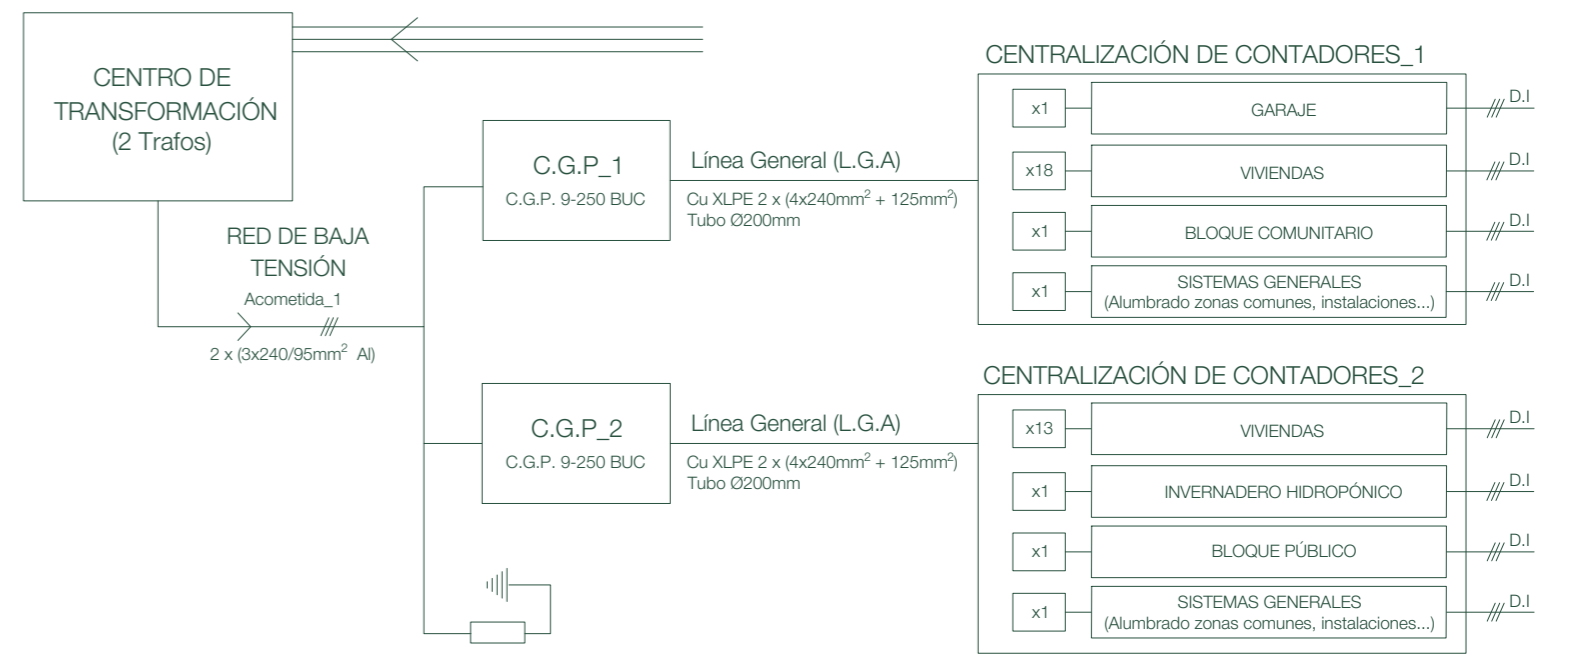 CENTRO DE
TRANSFORMACIÓN
(2 Trafos)
RED DE BAJA
TENSIÓN
Acometida_1
2 x (3x240/95mm² Al)
C.G.P_1
C.G.P. 9-250 BUC
Línea General (L.G.A)
Cu XLPE 2 x (4x240mm² + 125mm²)
Tubo Ø200mm
CENTRALIZACIÓN DE CONTADORES_1
x1 GARAJE D.I
x18 VIVIENDAS D.I
x1 BLOQUE COMUNITARIO D.I
x1 SISTEMAS GENERALES D.I
(Alumbrado zonas comunes, instalaciones...)
C.G.P_2
C.G.P. 9-250 BUC
Línea General (L.G.A)
Cu XLPE 2 x (4x240mm² + 125mm²)
Tubo Ø200mm
CENTRALIZACIÓN DE CONTADORES_2
x13 VIVIENDAS D.I
x1 INVERNADERO HIDROPÓNICO D.I
x1 BLOQUE PÚBLICO D.I
x1 SISTEMAS GENERALES D.I
(Alumbrado zonas comunes, instalaciones...)